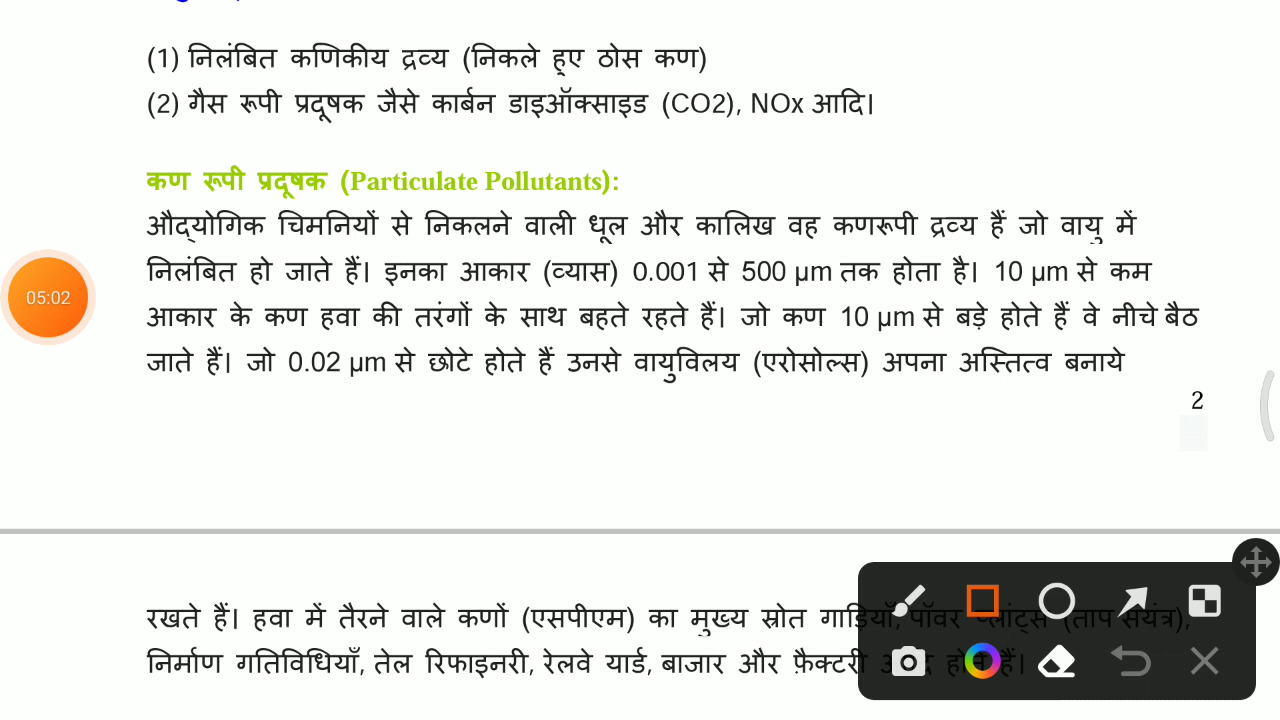 (1) निलंबित कणिकीय द्रव्य (निकले हुए ठोस कण)
(2) गैस रूपी प्रदूषक जैसे कार्बन डाइऑक्साइड (CO2), NOx आदि।
कण रूपी प्रदूषक (Particulate Pollutants):
औद्योगिक चिमनियों से निकलने वाली धूल और कालिख वह कणरूपी द्रव्य हैं जो वायु में
निलंबित हो जाते हैं। इनका आकार (व्यास) 0.001 से 500 µm तक होता है। 10 µm से कम
05:02
आकार के कण हवा की तरंगों के साथ बहते रहते हैं। जो कण 10 µm से बड़े होते हैं वे नीचे बैठ
जाते हैं। जो 0.02 µm से छोटे होते हैं उनसे वायुविलय (एरोसोल्स) अपना अस्तित्व बनाये
2
रखते हैं। हवा में तैरने वाले कणों (एसपीएम) का मुख्य स्रोत गाड़ियाँ, पॉवर प्लांट्स (ताप संयंत्र),
निर्माण गतिविधियाँ, तेल रिफाइनरी, रेलवे यार्ड, बाजार और फ़ैक्टरी होते हैं।